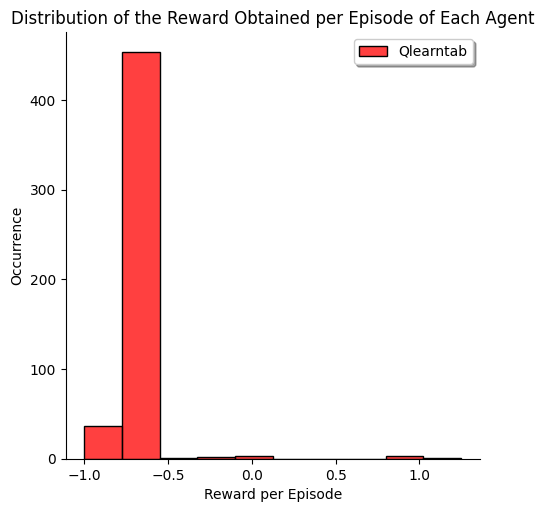 Distribution of the Reward Obtained per Episode of Each Agent
Qlearntab
Occurrence
400
300
200
100
0
−1.0
−0.5
0.0
0.5
1.0
Reward per Episode